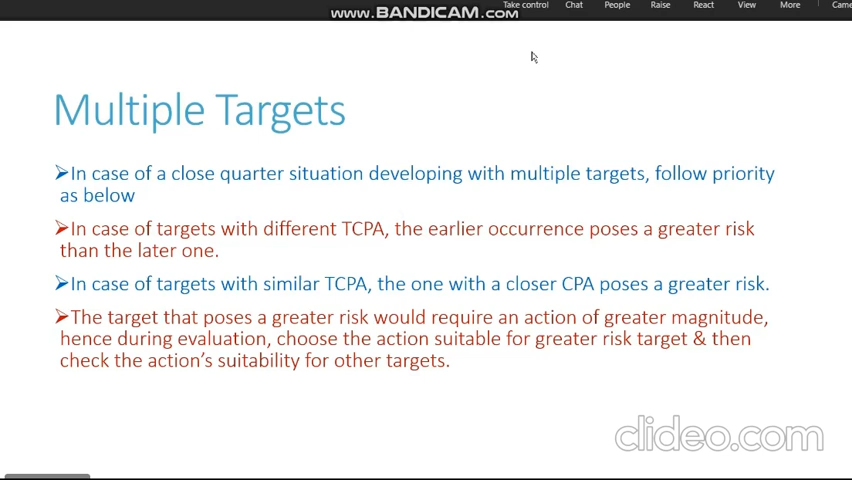 www.BANDICAM.com
Take control Chat People Raise React View More Came
Multiple Targets
➢In case of a close quarter situation developing with multiple targets, follow priority
as below
➢In case of targets with different TCPA, the earlier occurrence poses a greater risk
than the later one.
➢In case of targets with similar TCPA, the one with a closer CPA poses a greater risk.
➢The target that poses a greater risk would require an action of greater magnitude,
hence during evaluation, choose the action suitable for greater risk target & then
check the action's suitability for other targets.
clideo.com